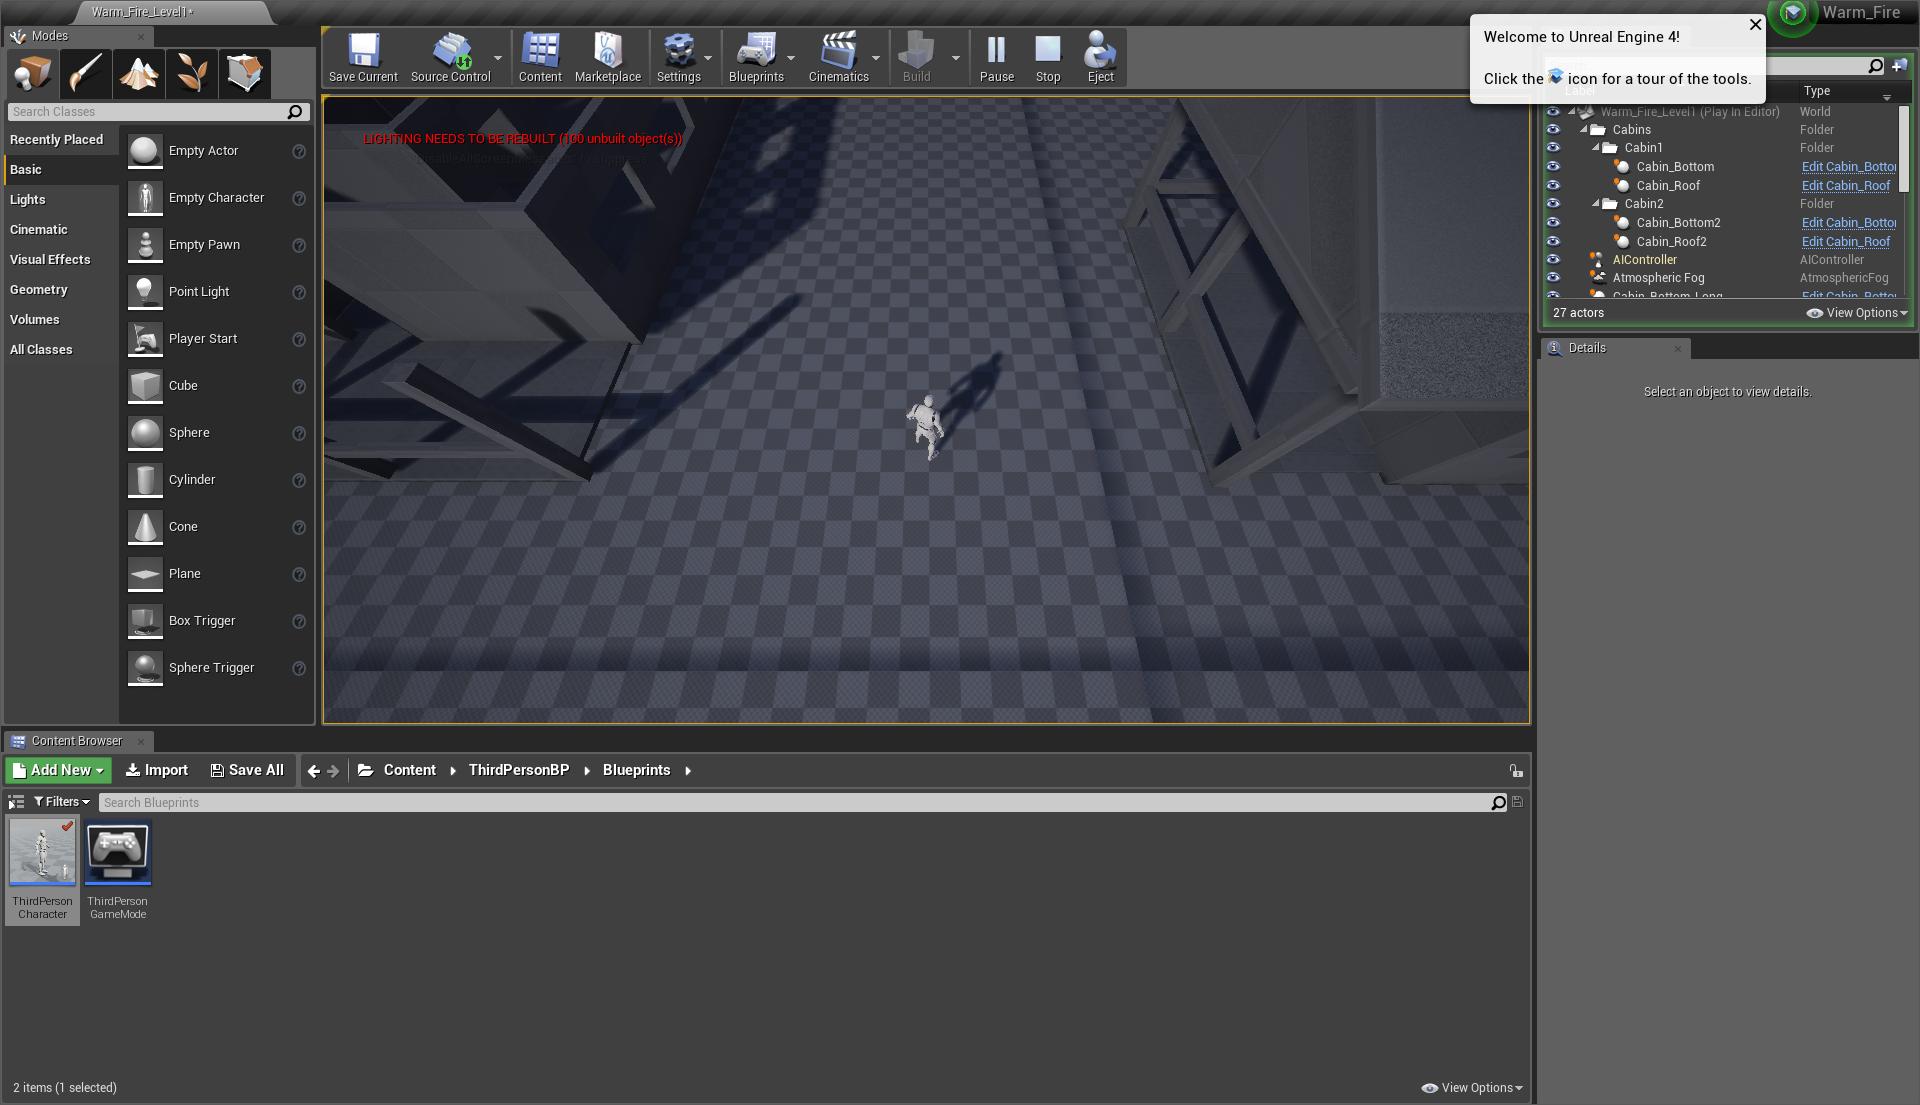 Warm_Fire_Level1*
Warm_Fire
Modes
Search Classes
Recently Placed
Basic
Lights
Cinematic
Visual Effects
Geometry
Volumes
All Classes
Empty Actor
Empty Character
Empty Pawn
Point Light
Player Start
Cube
Sphere
Cylinder
Cone
Plane
Box Trigger
Sphere Trigger
Save Current
Source Control
Content
Marketplace
Settings
Blueprints
Cinematics
Build
Pause
Stop
Eject
LIGHTING NEEDS TO BE REBUILT (100 unbuilt object(s))
Welcome to Unreal Engine 4!
Click the icon for a tour of the tools.
Label
Type
Warm_Fire_Level1 (Play In Editor)
World
Cabins
Folder
Cabin1
Folder
Cabin_Bottom
Edit Cabin_Bottor
Cabin_Roof
Edit Cabin_Roof
Cabin2
Folder
Cabin_Bottom2
Edit Cabin_Bottor
Cabin_Roof2
Edit Cabin_Roof
AIController
AIController
Atmospheric Fog
AtmosphericFog
Cabin_Bottom_Long
Edit Cabin_Bottor
27 actors
View Options
Details
Select an object to view details.
Content Browser
Add New
Import
Save All
Content
ThirdPersonBP
Blueprints
Filters
Search Blueprints
ThirdPerson
Character
ThirdPerson
GameMode
2 items (1 selected)
View Options